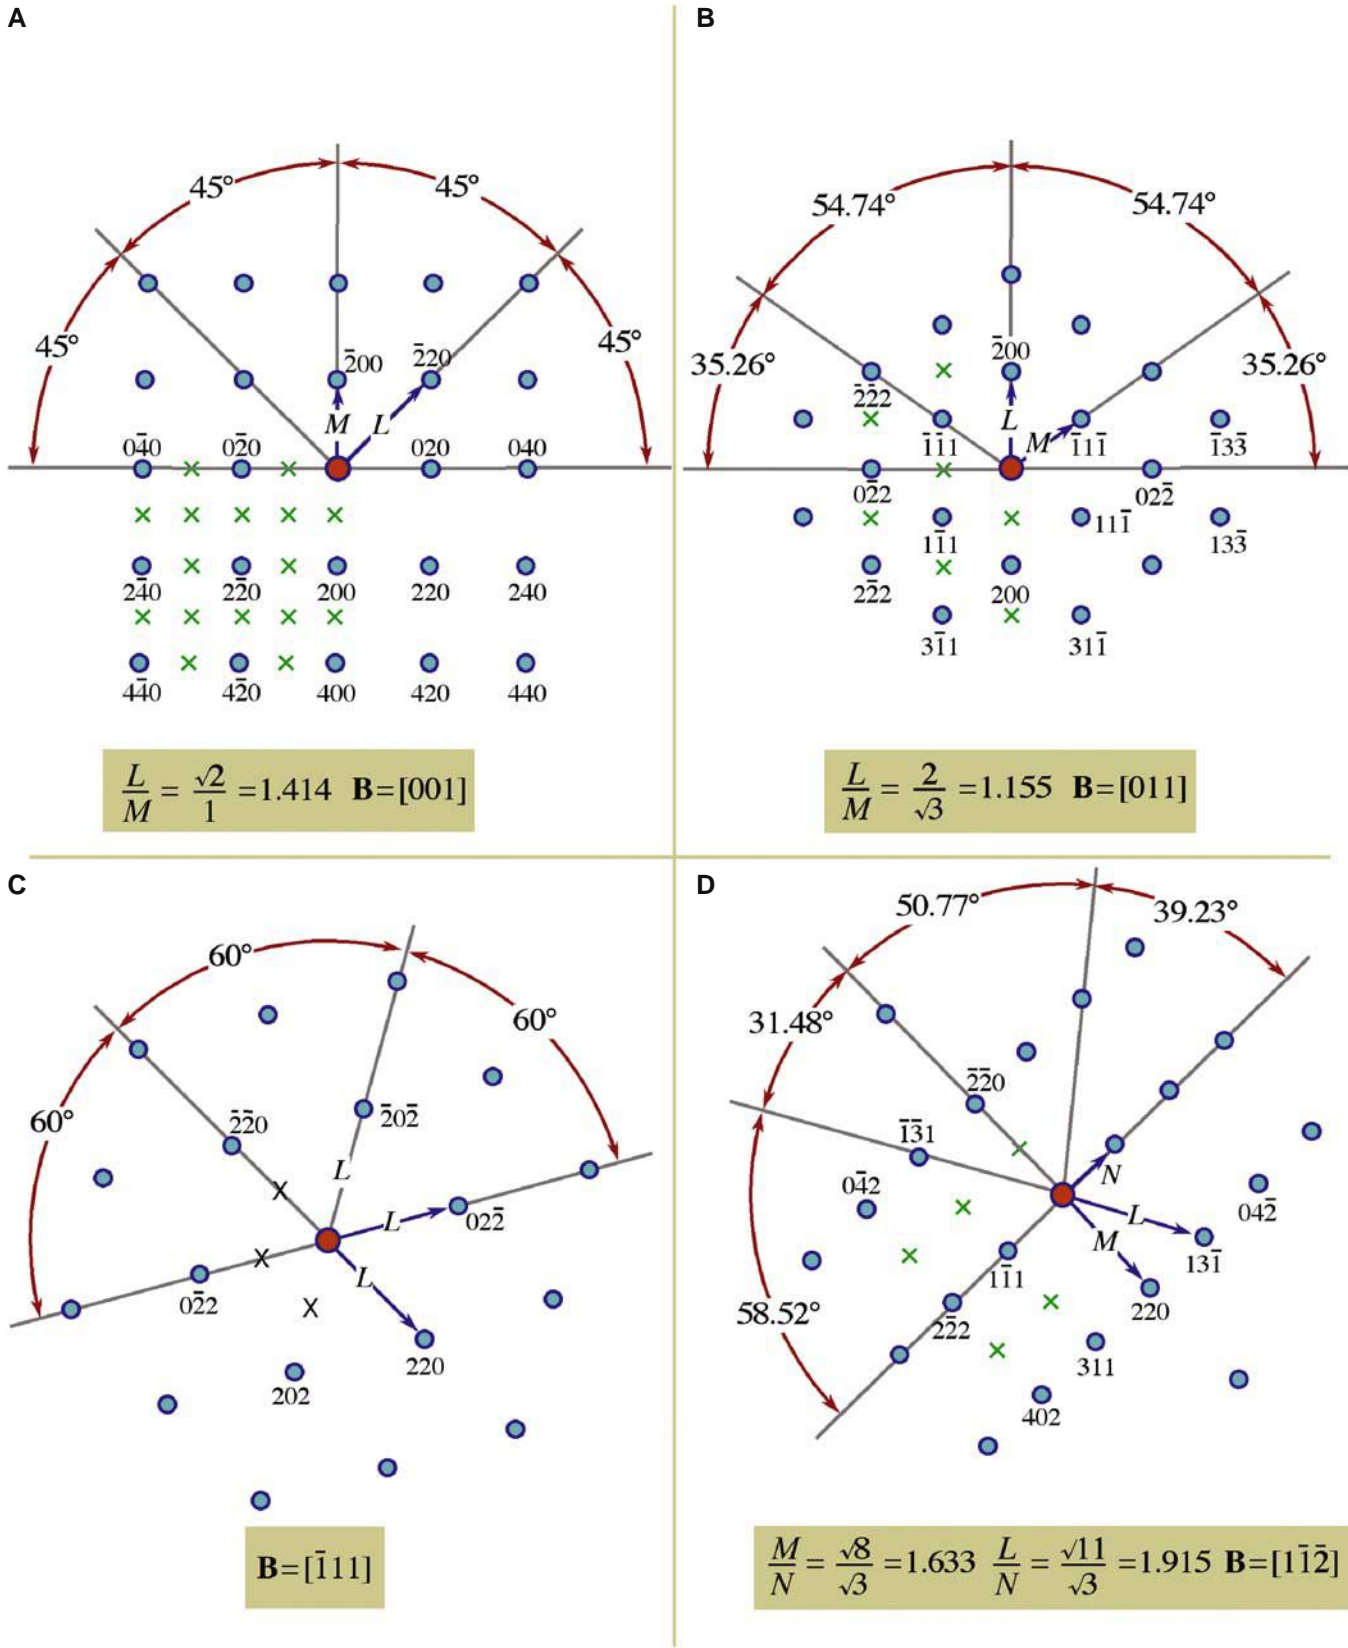 A
45° 45°
45° 45°
2̄00 2̄20
M L
04̄0 02̄0 020 040
24̄0 22̄0 200 220 240
44̄0 42̄0 400 420 440
L/M = √2/1 = 1.414 B=[001]
B
54.74° 54.74°
35.26° 35.26°
2̄00
2̄2̄2
L
M
1̄1̄1 1̄11̄ 1̄33̄
02̄2 022̄
11̄1 111̄ 133̄
22̄2 200
31̄1 311̄
L/M = 2/√3 = 1.155 B=[011]
C
60°
60°
60°
2̄2̄0 2̄02̄
X
L
L 022̄
X
L
02̄2 X
220
202
B=[1̄11]
D
50.77° 39.23°
31.48°
2̄2̄0
1̄3̄1
N
04̄2 L 042̄
M
11̄1 131̄
58.52° 22̄2 220
311
402
M/N = √8/√3 = 1.633 L/N = √11/√3 = 1.915 B=[11̄2̄]